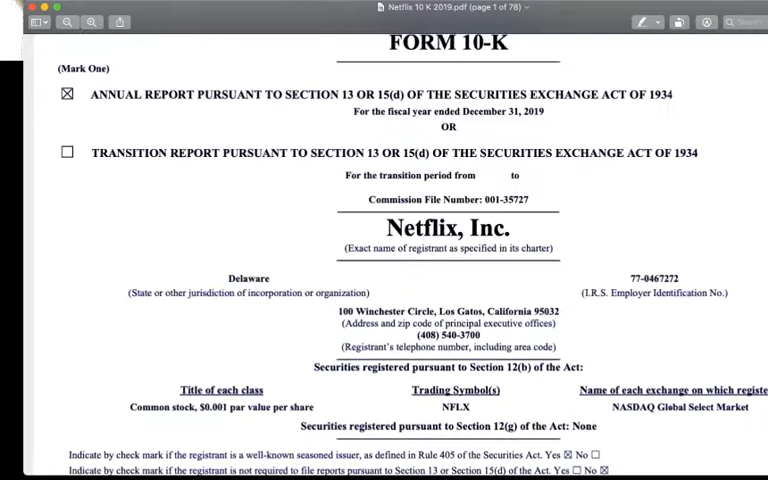 Netflix 10 K 2019.pdf (page 1 of 78)
Search
FORM 10-K
(Mark One)
☒ ANNUAL REPORT PURSUANT TO SECTION 13 OR 15(d) OF THE SECURITIES EXCHANGE ACT OF 1934
For the fiscal year ended December 31, 2019
OR
☐ TRANSITION REPORT PURSUANT TO SECTION 13 OR 15(d) OF THE SECURITIES EXCHANGE ACT OF 1934
For the transition period from to
Commission File Number: 001-35727
Netflix, Inc.
(Exact name of registrant as specified in its charter)
Delaware 77-0467272
(State or other jurisdiction of incorporation or organization) (I.R.S. Employer Identification No.)
100 Winchester Circle, Los Gatos, California 95032
(Address and zip code of principal executive offices)
(408) 540-3700
(Registrant's telephone number, including area code)
Securities registered pursuant to Section 12(b) of the Act:
Title of each class Trading Symbol(s) Name of each exchange on which registe
Common stock, $0.001 par value per share NFLX NASDAQ Global Select Market
Securities registered pursuant to Section 12(g) of the Act: None
Indicate by check mark if the registrant is a well-known seasoned issuer, as defined in Rule 405 of the Securities Act. Yes ☒ No ☐
Indicate by check mark if the registrant is not required to file reports pursuant to Section 13 or Section 15(d) of the Act. Yes ☐ No ☒